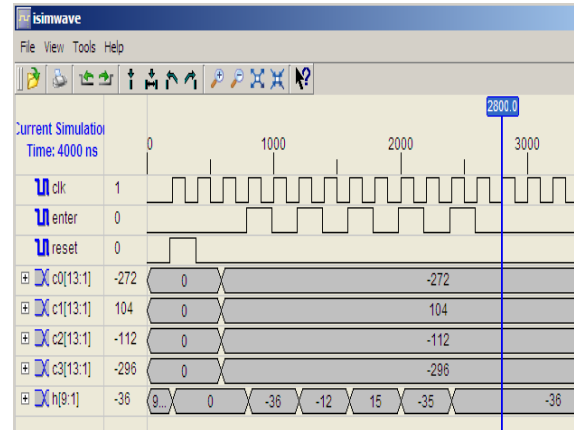 isimwave
File View Tools Help
2800.0
Current Simulation
Time: 4000 ns
0 1000 2000 3000
clk 1
enter 0
reset 0
c0[13:1] -272 0 -272
c1[13:1] 104 0 104
c2[13:1] -112 0 -112
c3[13:1] -296 0 -296
h[9:1] -36 9... 0 -36 -12 15 -35 -36